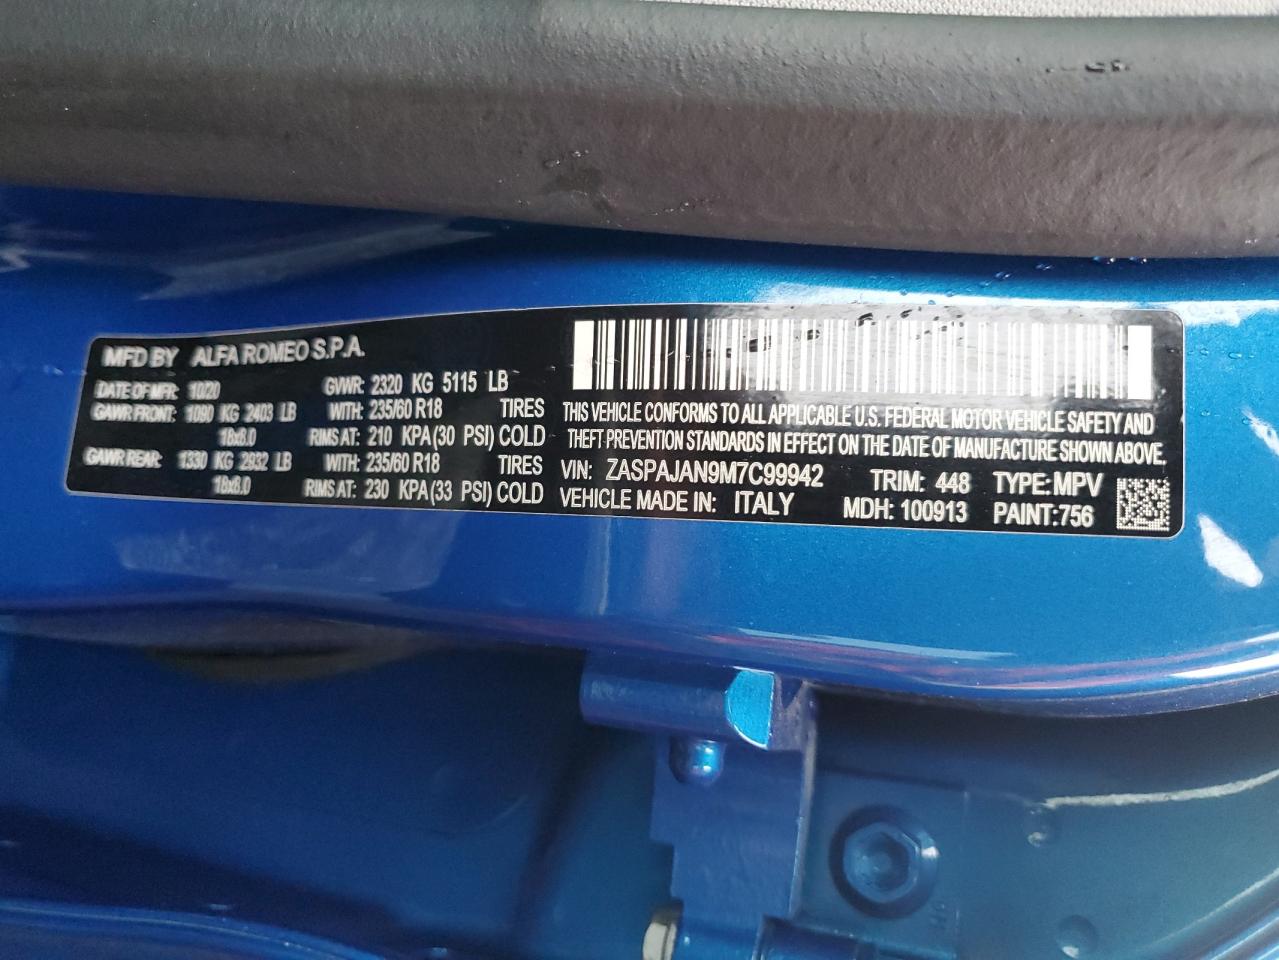 MFD BY ALFA ROMEO S.P.A.
DATE OF MFR: 10/20 GVWR: 2320 KG 5115 LB
GAWR FRONT: 1090 KG 2403 LB WITH: 235/60 R18 TIRES
18x8.0 RIMS AT: 210 KPA(30 PSI) COLD
GAWR REAR: 1330 KG 2932 LB WITH: 235/60 R18 TIRES
18x8.0 RIMS AT: 230 KPA(33 PSI) COLD
THIS VEHICLE CONFORMS TO ALL APPLICABLE U.S. FEDERAL MOTOR VEHICLE SAFETY AND
THEFT PREVENTION STANDARDS IN EFFECT ON THE DATE OF MANUFACTURE SHOWN ABOVE.
VIN: ZASPAJAN9M7C99942 TRIM: 448 TYPE:MPV
VEHICLE MADE IN: ITALY MDH: 100913 PAINT:756